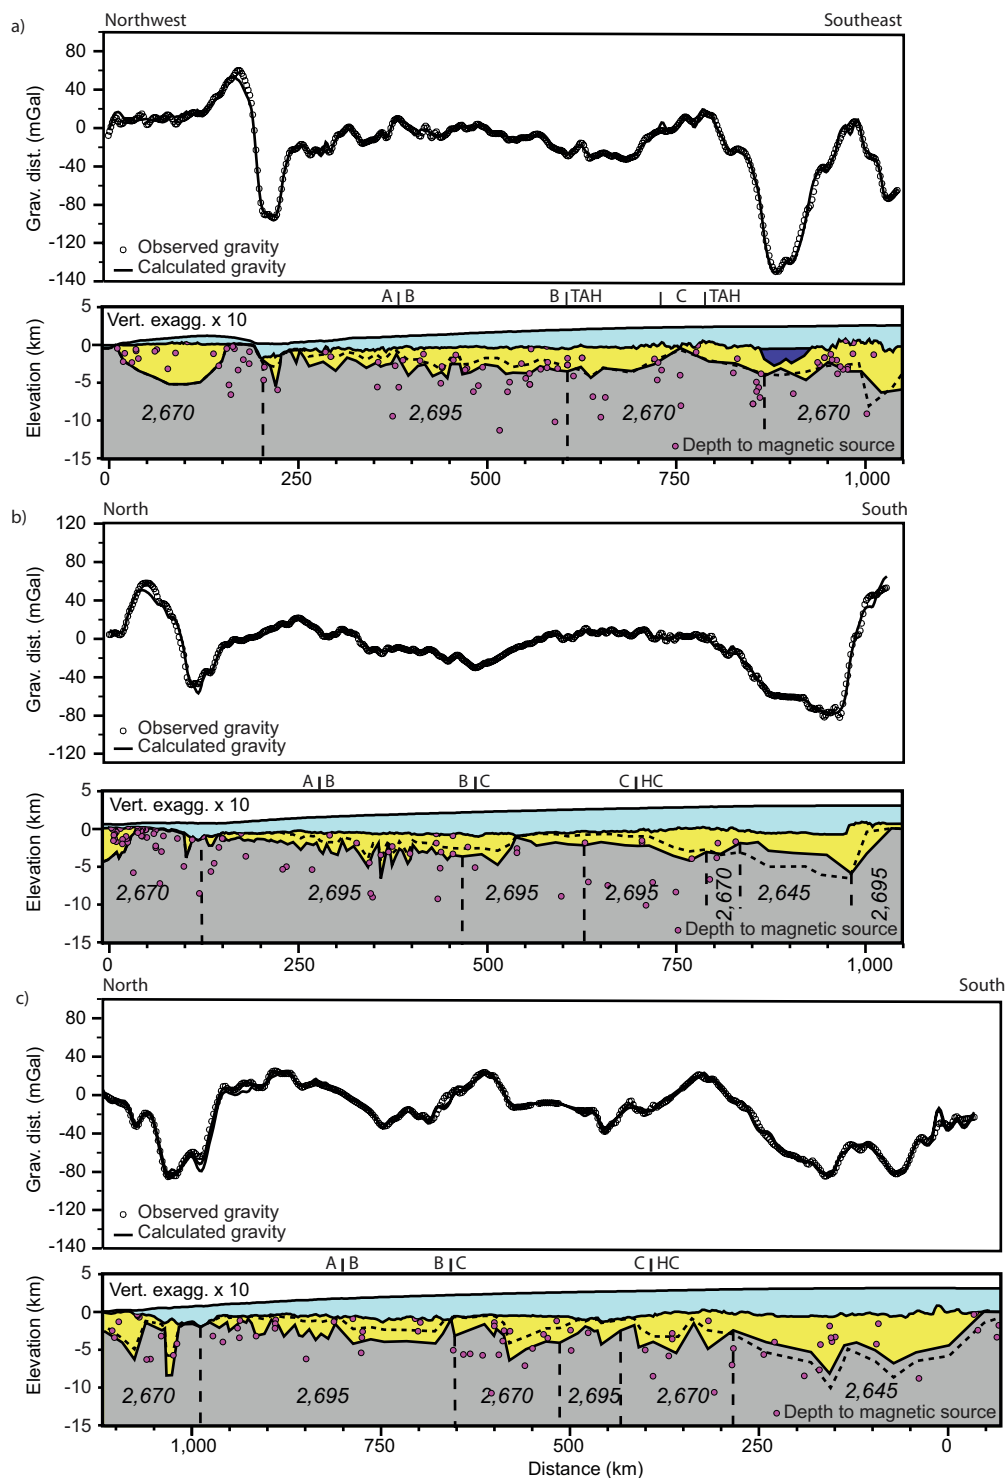 a)
Northwest
Southeast
80
40
0
-40
-80
-120
-140
Grav. dist. (mGal)
Observed gravity
Calculated gravity
A B
B TAH
C TAH
Vert. exagg. x 10
5
0
-5
-10
-15
Elevation (km)
2,670
2,695
2,670
2,670
Depth to magnetic source
0
250
500
750
1,000
b)
North
South
120
80
40
0
-40
-80
-120
Grav. dist. (mGal)
Observed gravity
Calculated gravity
A B
B C
C HC
Vert. exagg. x 10
5
0
-5
-10
-15
Elevation (km)
2,670
2,695
2,695
2,695
2,670
2,645
2,695
Depth to magnetic source
0
250
500
750
1,000
c)
North
South
80
40
0
-40
-80
-120
-140
Grav. dist. (mGal)
Observed gravity
Calculated gravity
A B
B C
C HC
Vert. exagg. x 10
5
0
-5
-10
-15
Elevation (km)
2,670
2,695
2,670
2,695
2,670
2,645
Depth to magnetic source
1,000
750
500
250
0
Distance (km)